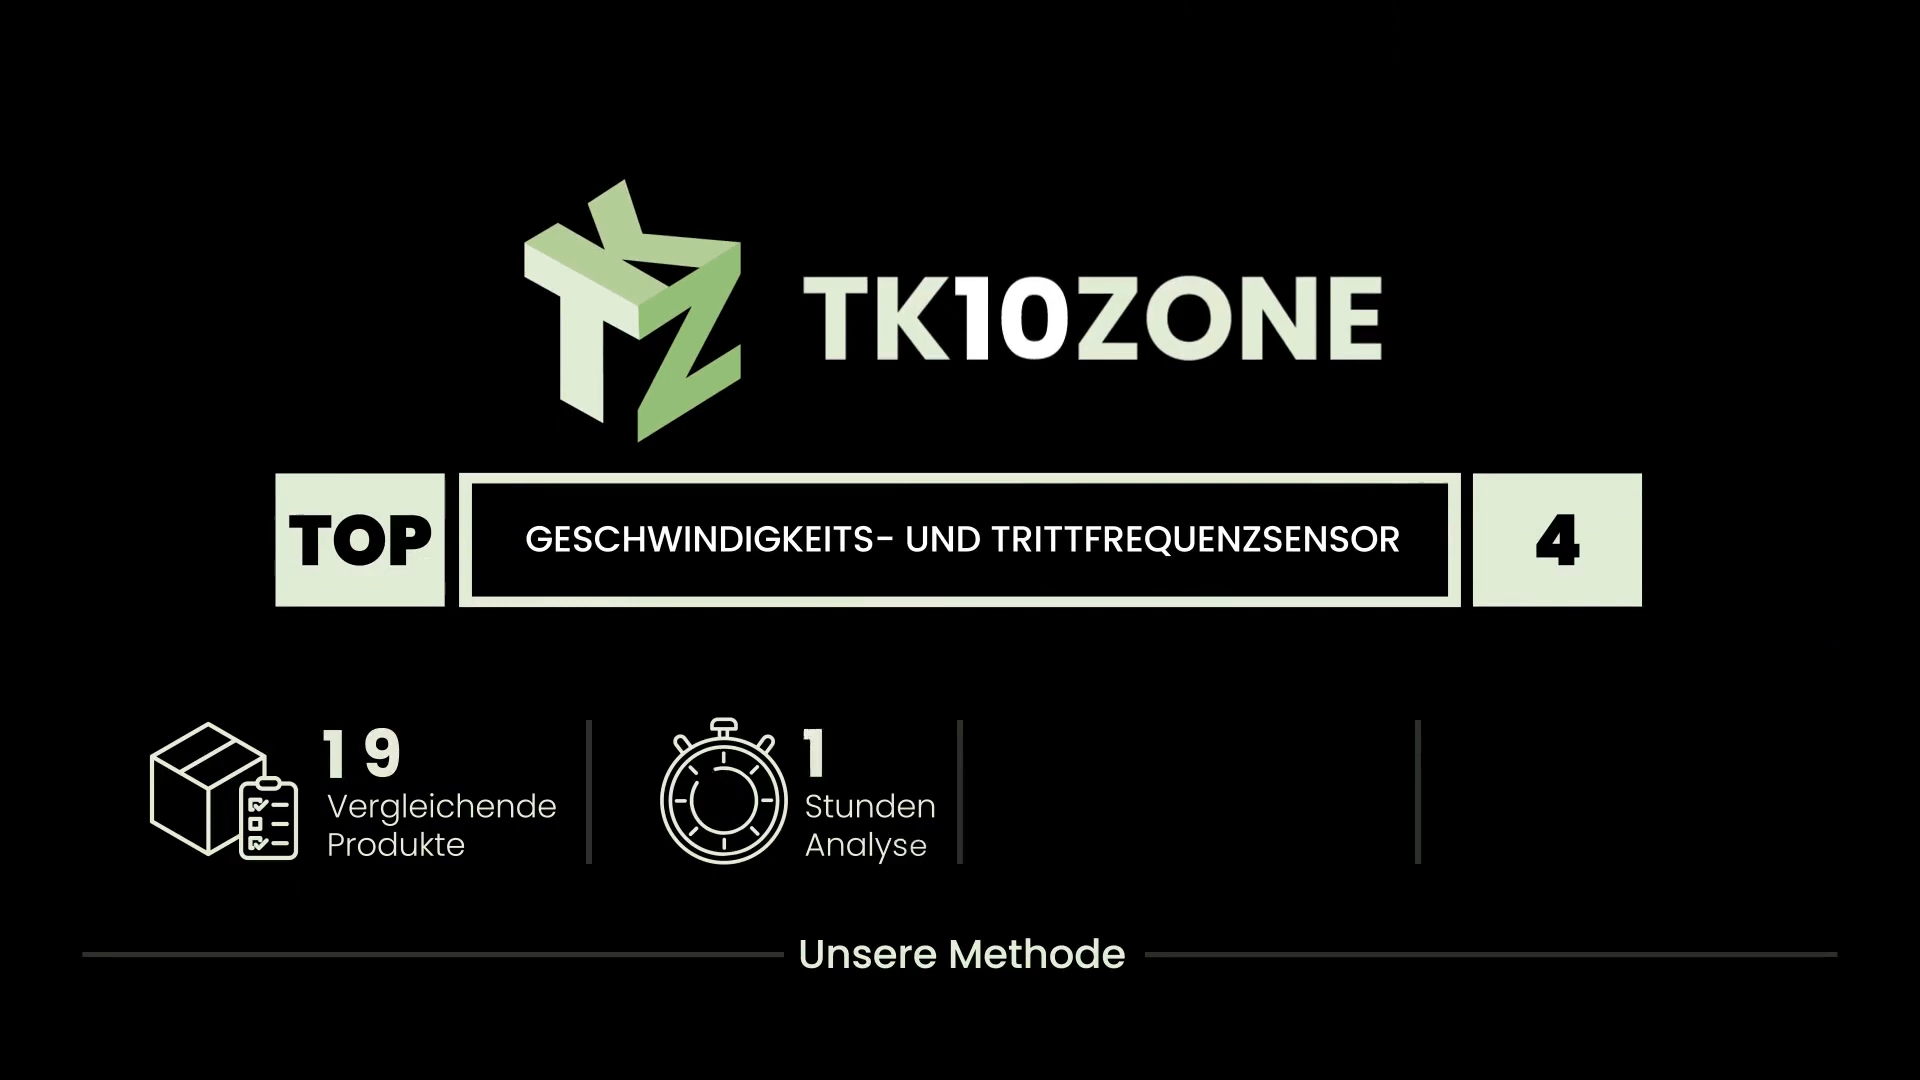 TK10ZONE
TOP
GESCHWINDIGKEITS- UND TRITTFREQUENZSENSOR
4
19
Vergleichende
Produkte
1
Stunden
Analyse
Unsere Methode